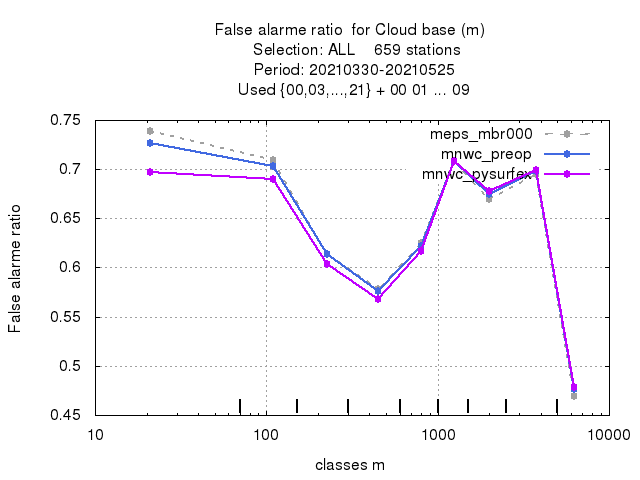 False alarme ratio  for Cloud base (m)
Selection: ALL    659 stations
Period: 20210330-20210525
Used {00,03,...,21} + 00 01 ... 09
0.75
0.7
0.65
0.6
0.55
0.5
0.45
False alarme ratio
meps_mbr000
mnwc_preop
mnwc_pysurfex
10
100
1000
10000
classes m